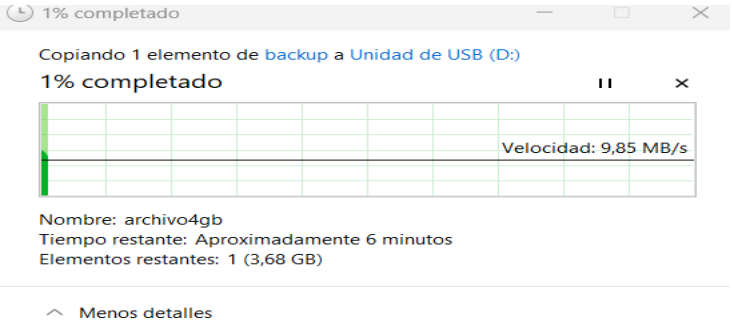 1% completado
Copiando 1 elemento de backup a Unidad de USB (D:)
1% completado
Velocidad: 9,85 MB/s
Nombre: archivo4gb
Tiempo restante: Aproximadamente 6 minutos
Elementos restantes: 1 (3,68 GB)
Menos detalles